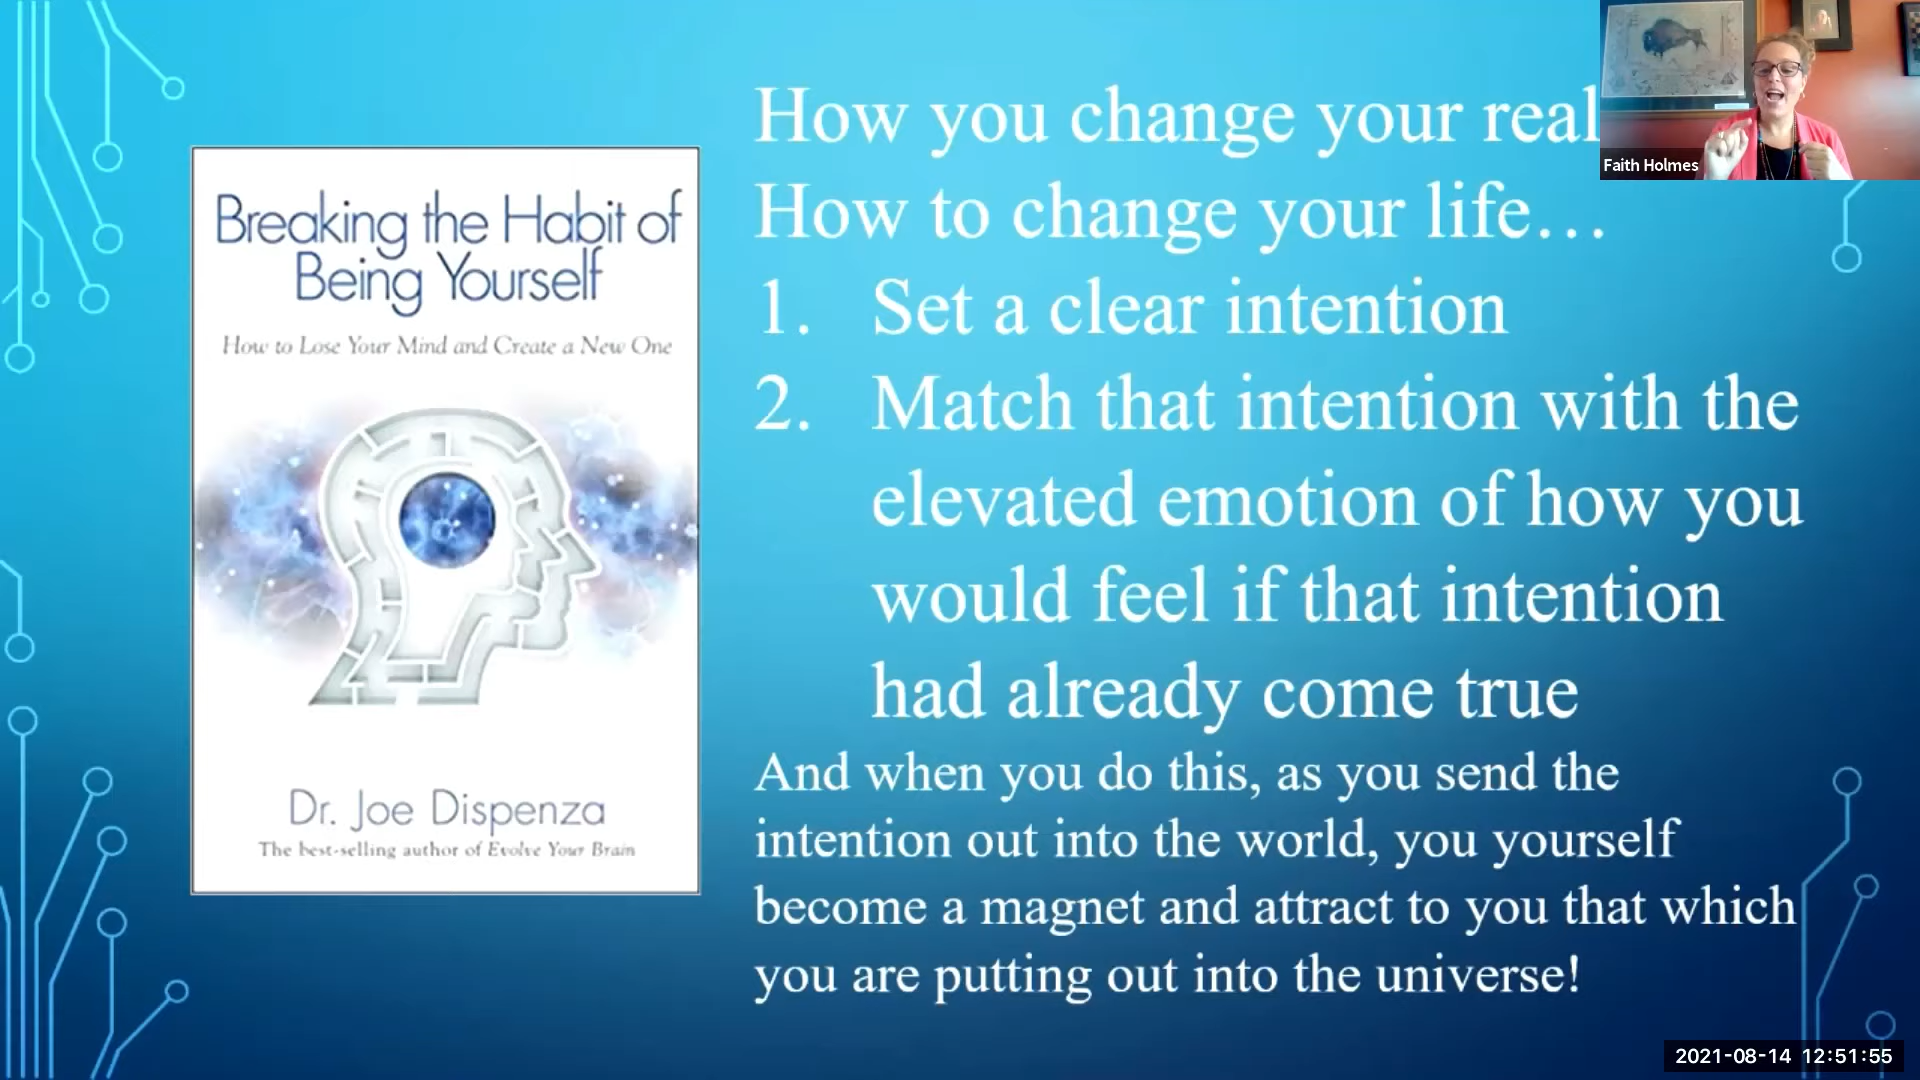 Breaking the Habit of
Being Yourself
How to Lose Your Mind and Create a New One
Dr. Joe Dispenza
The best-selling author of Evolve Your Brain
How you change your real
How to change your life…
1. Set a clear intention
2. Match that intention with the
elevated emotion of how you
would feel if that intention
had already come true
And when you do this, as you send the
intention out into the world, you yourself
become a magnet and attract to you that which
you are putting out into the universe!
Faith Holmes
2021-08-14 12:51:55